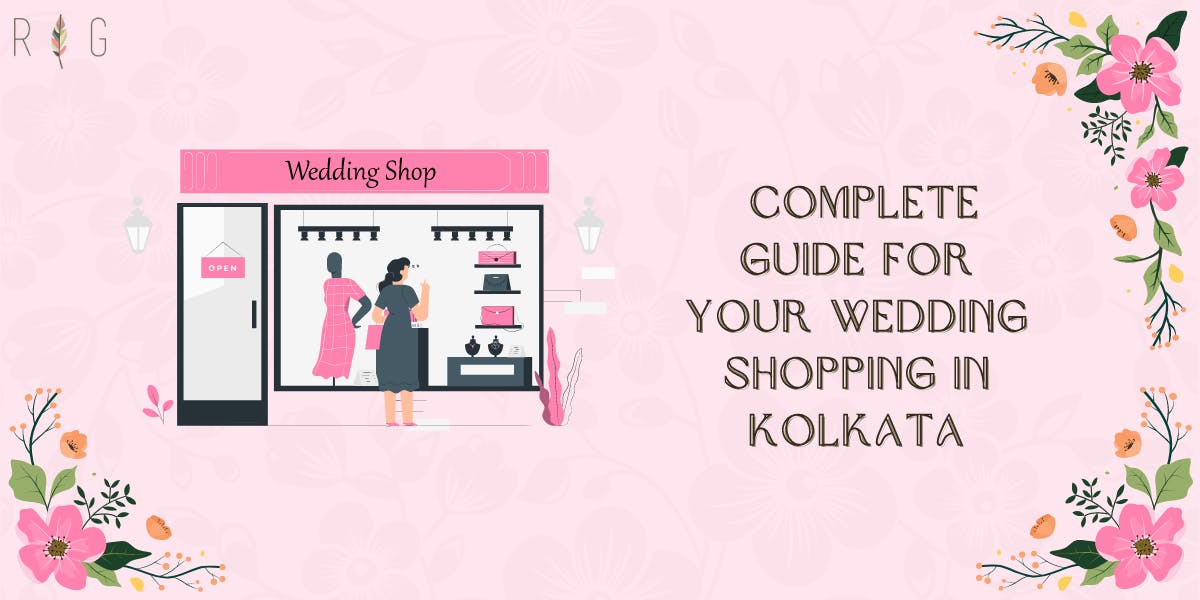 R G
Wedding Shop
OPEN
COMPLETE
GUIDE FOR
YOUR WEDDING
SHOPPING IN
KOLKATA